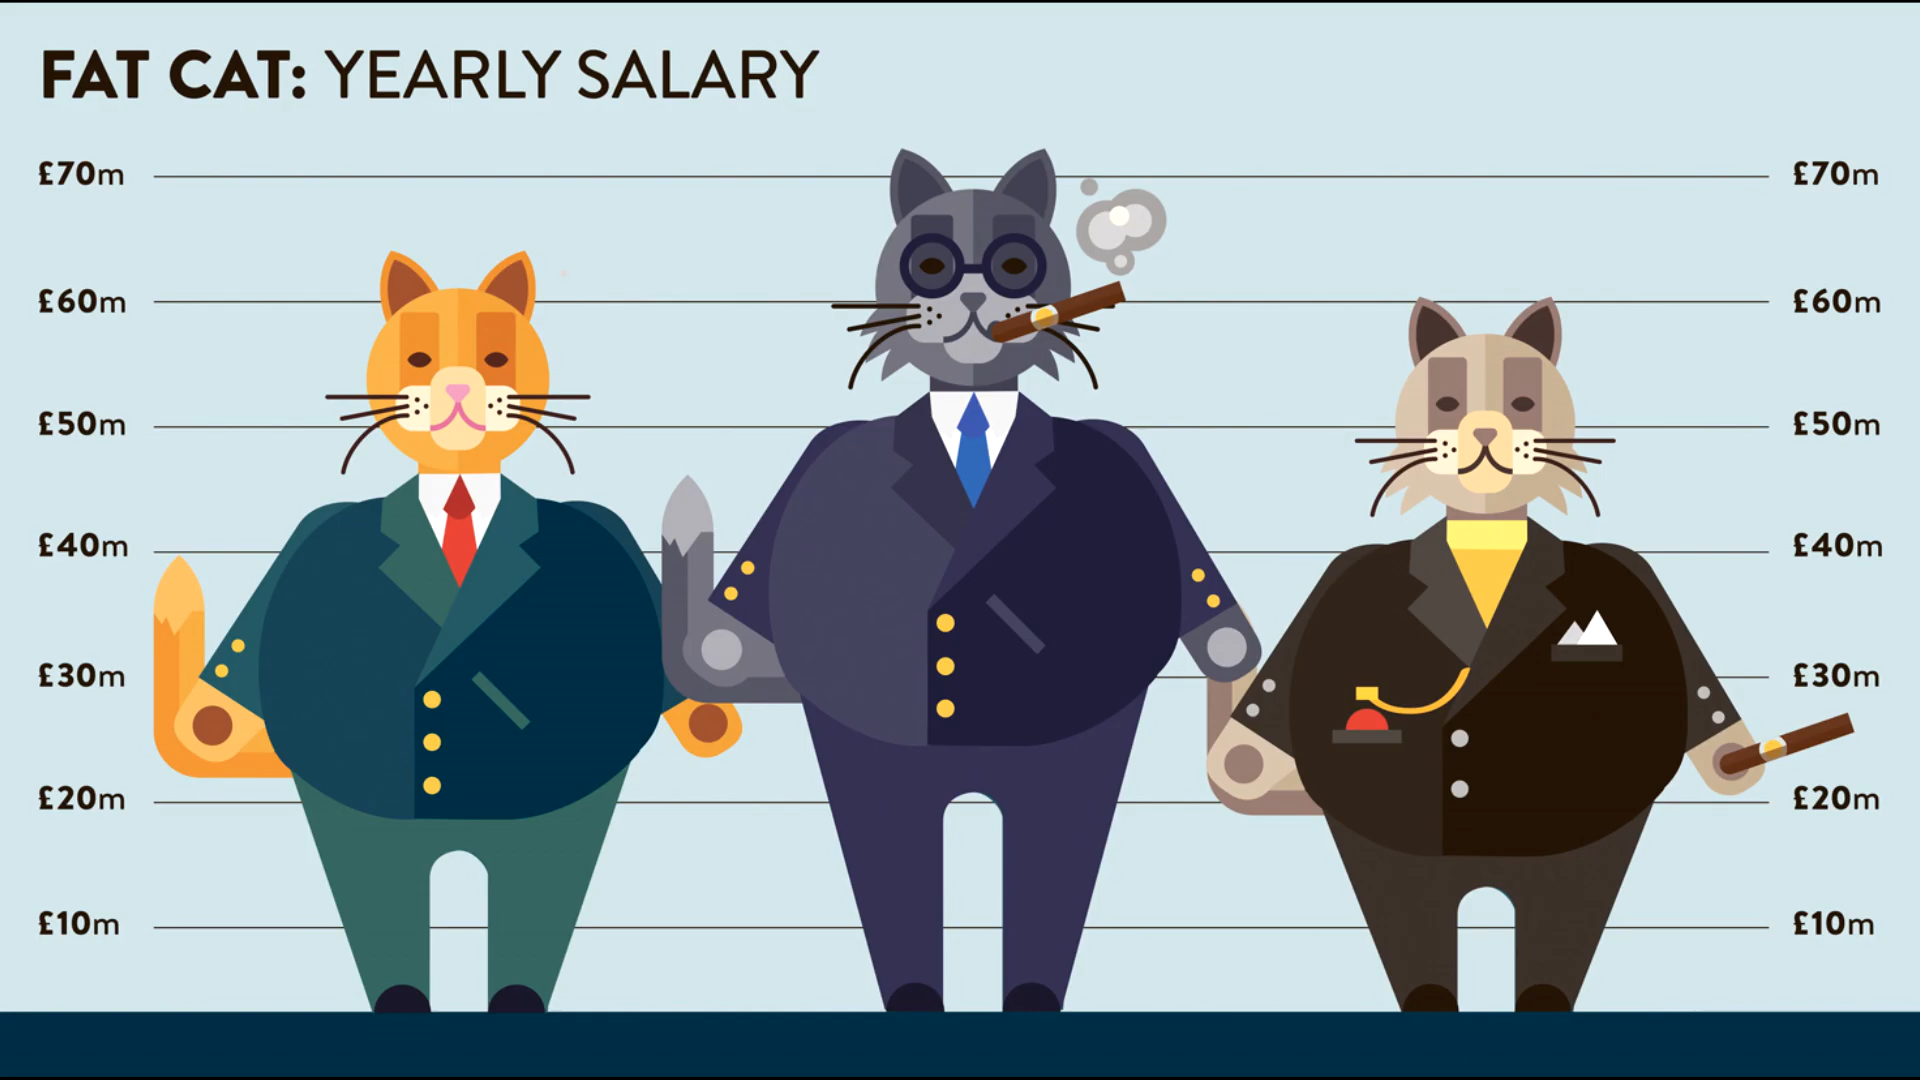 FAT CAT: YEARLY SALARY
£70m £70m
£60m £60m
£50m £50m
£40m £40m
£30m £30m
£20m £20m
£10m £10m